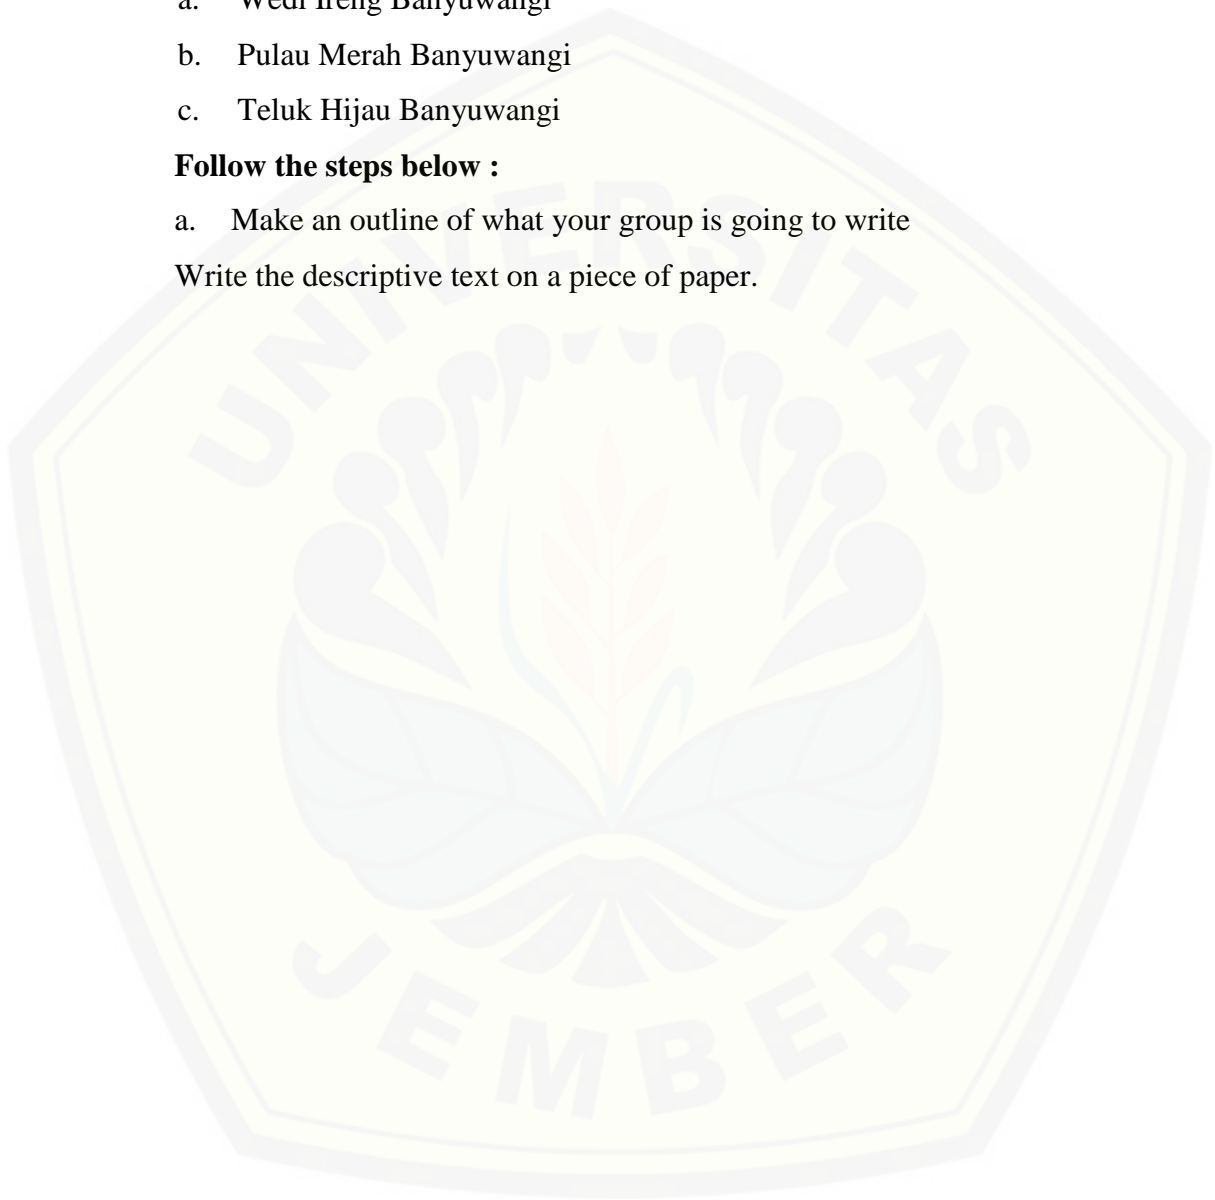 a. Wedi Ireng Banyuwangi
b. Pulau Merah Banyuwangi
c. Teluk Hijau Banyuwangi
Follow the steps below :
a. Make an outline of what your group is going to write
Write the descriptive text on a piece of paper.
UNIVERSITAS
JEMBER